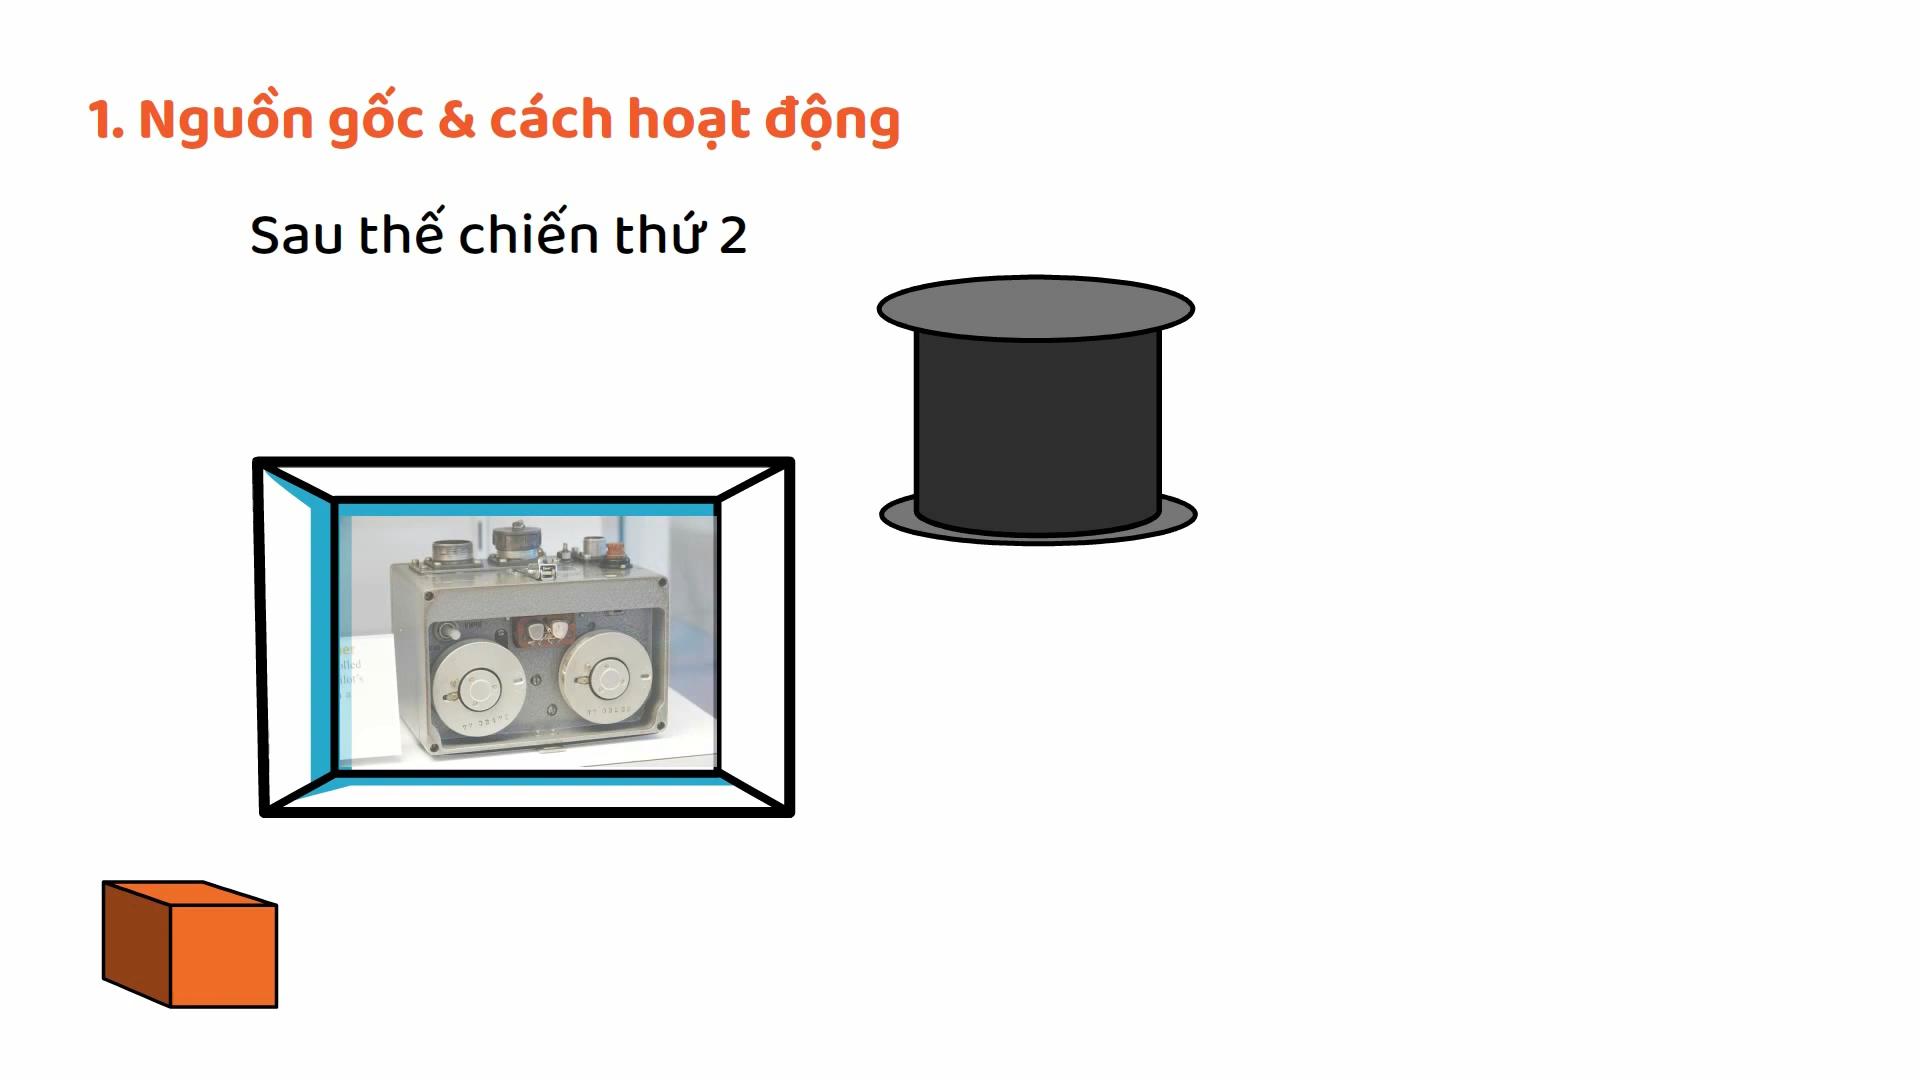 1. Nguồn gốc & cách hoạt động
Sau thế chiến thứ 2